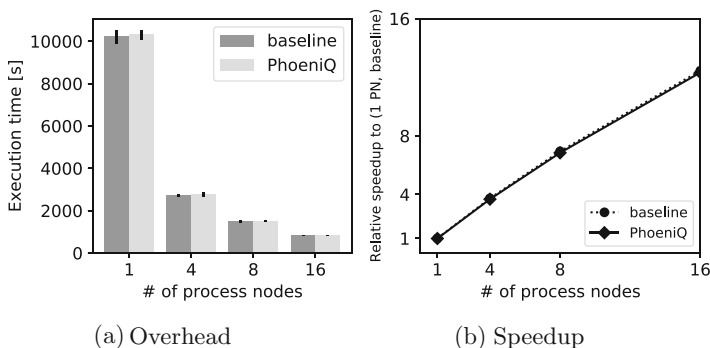 Execution time [s]
10000
8000
6000
4000
2000
0
baseline
PhoeniQ
1 4 8 16
# of process nodes
(a) Overhead
Relative speedup to (1 PN, baseline)
16
8
4
1
baseline
PhoeniQ
1 4 8 16
# of process nodes
(b) Speedup